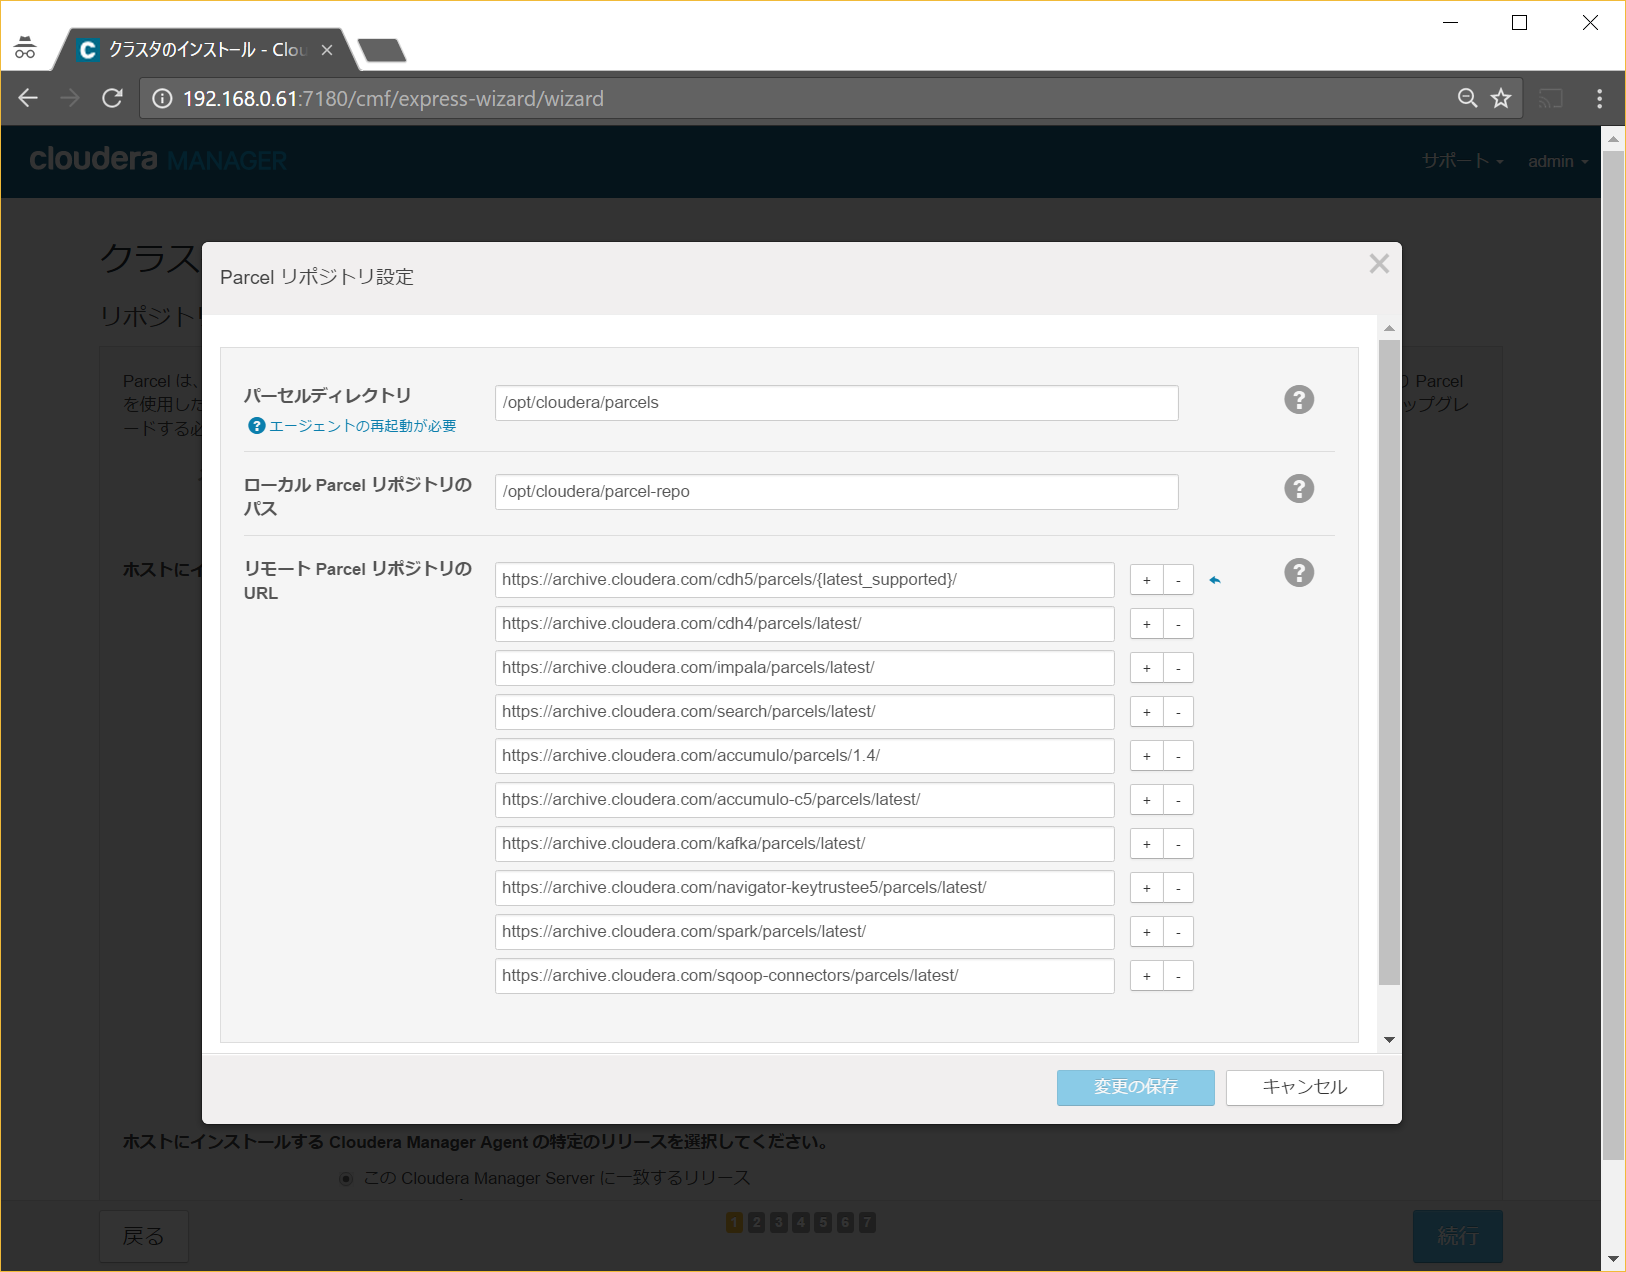 クラスタのインストール - Clou
192.168.0.61:7180/cmf/express-wizard/wizard
cloudera MANAGER
サポート
admin
クラス
Parcel リポジトリ設定
リポジトリ
Parcel は、
Parcel
を使用した
ップグレ
ードする必
パーセルディレクトリ
/opt/cloudera/parcels
?
? エージェントの再起動が必要
ローカル Parcel リポジトリの
パス
/opt/cloudera/parcel-repo
?
ホストにイ
リモート Parcel リポジトリの
URL
?
https://archive.cloudera.com/cdh5/parcels/{latest_supported}/
+ -
https://archive.cloudera.com/cdh4/parcels/latest/
+ -
https://archive.cloudera.com/impala/parcels/latest/
+ -
https://archive.cloudera.com/search/parcels/latest/
+ -
https://archive.cloudera.com/accumulo/parcels/1.4/
+ -
https://archive.cloudera.com/accumulo-c5/parcels/latest/
+ -
https://archive.cloudera.com/kafka/parcels/latest/
+ -
https://archive.cloudera.com/navigator-keytrustee5/parcels/latest/
+ -
https://archive.cloudera.com/spark/parcels/latest/
+ -
https://archive.cloudera.com/sqoop-connectors/parcels/latest/
+ -
変更の保存
キャンセル
ホストにインストールする Cloudera Manager Agent の特定のリリースを選択してください。
この Cloudera Manager Server に一致するリリース
戻る
1 2 3 4 5 6 7
続行